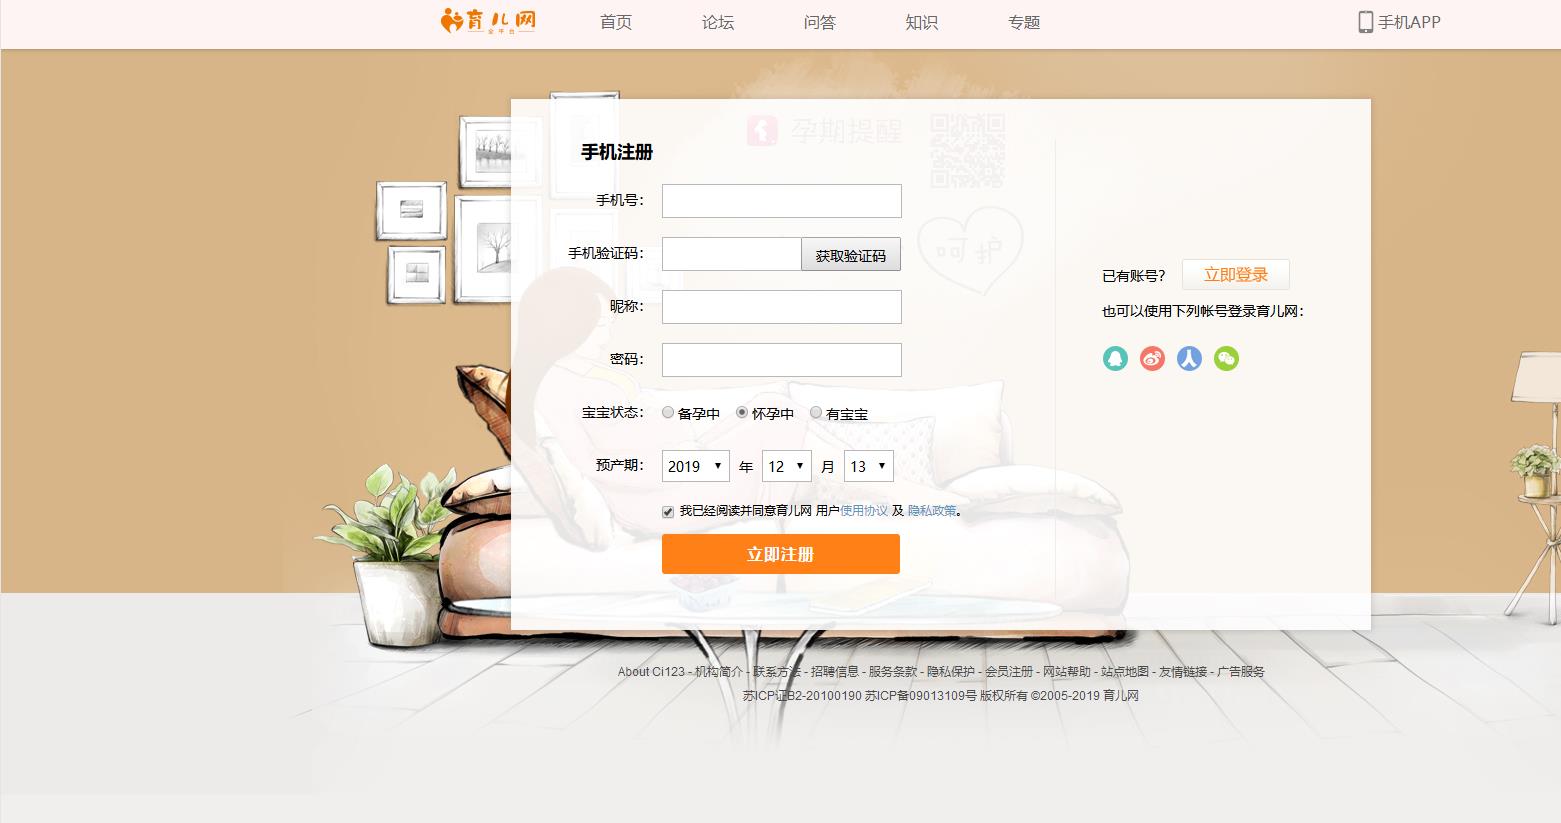 育儿网
全平台
首页 论坛 问答 知识 专题 手机APP
孕期提醒
手机注册
手机号：
手机验证码： 获取验证码
呵护
昵称：
密码：
宝宝状态： 备孕中 怀孕中 有宝宝
预产期： 2019 年 12 月 13
我已经阅读并同意育儿网 用户使用协议 及 隐私政策。
立即注册
已有账号？ 立即登录
也可以使用下列帐号登录育儿网：
About Ci123 - 机构简介 - 联系方法 - 招聘信息 - 服务条款 - 隐私保护 - 会员注册 - 网站帮助 - 站点地图 - 友情链接 - 广告服务
苏ICP证B2-20100190 苏ICP备09013109号 版权所有 ©2005-2019 育儿网